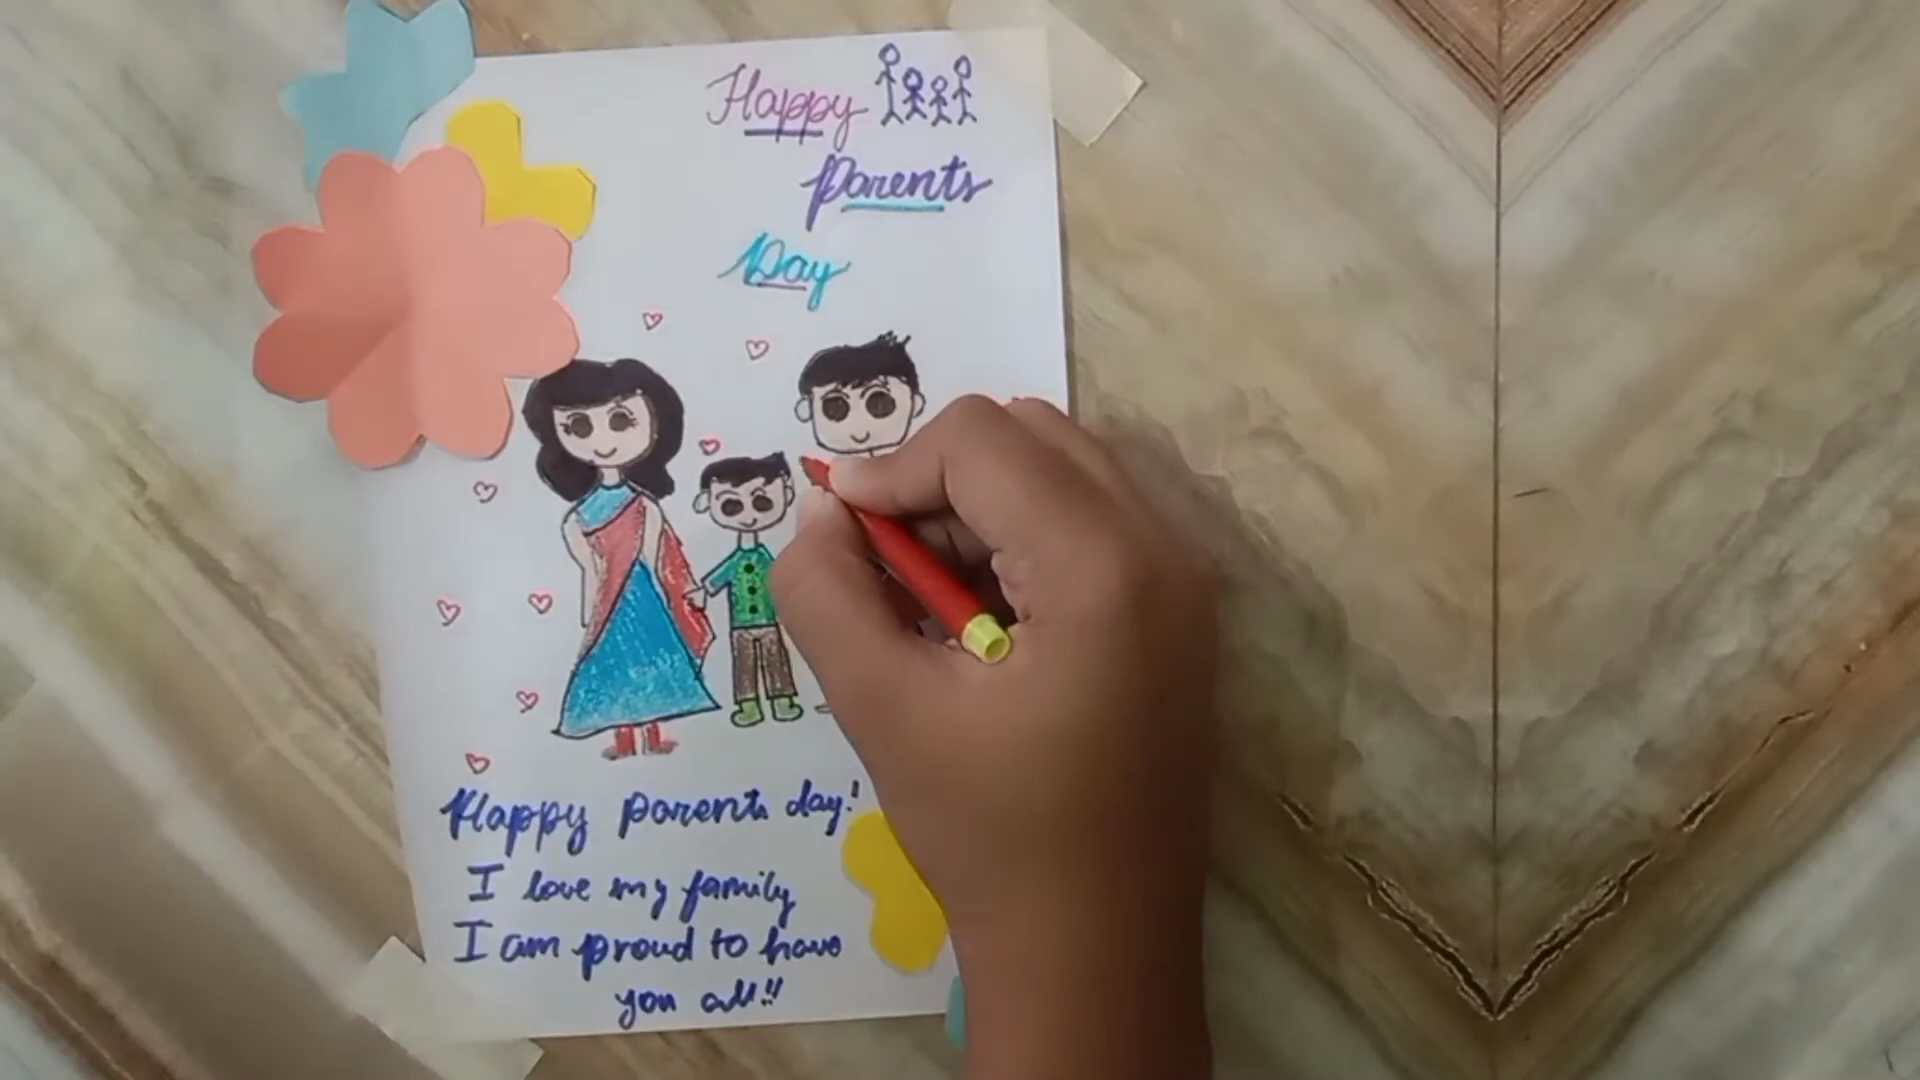 Happy
Parents
Day
Happy parents day!
I love my family
I am proud to have
you all!!